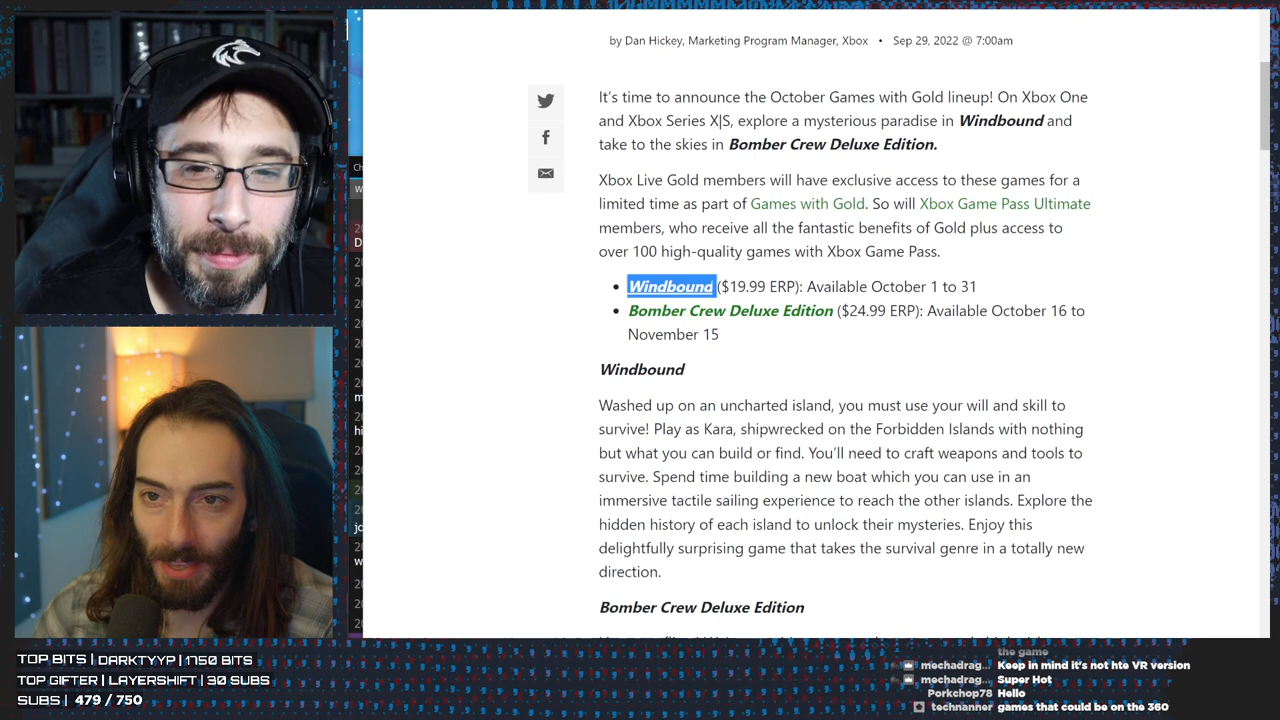 by Dan Hickey, Marketing Program Manager, Xbox • Sep 29, 2022 @ 7:00am
It's time to announce the October Games with Gold lineup! On Xbox One
and Xbox Series X|S, explore a mysterious paradise in Windbound and
take to the skies in Bomber Crew Deluxe Edition.
Xbox Live Gold members will have exclusive access to these games for a
limited time as part of Games with Gold. So will Xbox Game Pass Ultimate
members, who receive all the fantastic benefits of Gold plus access to
over 100 high-quality games with Xbox Game Pass.
• Windbound ($19.99 ERP): Available October 1 to 31
• Bomber Crew Deluxe Edition ($24.99 ERP): Available October 16 to
November 15
Windbound
Washed up on an uncharted island, you must use your will and skill to
survive! Play as Kara, shipwrecked on the Forbidden Islands with nothing
but what you can build or find. You'll need to craft weapons and tools to
survive. Spend time building a new boat which you can use in an
immersive tactile sailing experience to reach the other islands. Explore the
hidden history of each island to unlock their mysteries. Enjoy this
delightfully surprising game that takes the survival genre in a totally new
direction.
Bomber Crew Deluxe Edition
TOP BITS | DARKTYYP | 1750 BITS
TOP GIFTER | LAYERSHIFT | 30 SUBS
SUBS | 479 / 750
the game
mechadrag... Keep in mind it's not hte VR version
mechadrag... Super Hot
Porkchop78 Hello
technanner games that could be on the 360